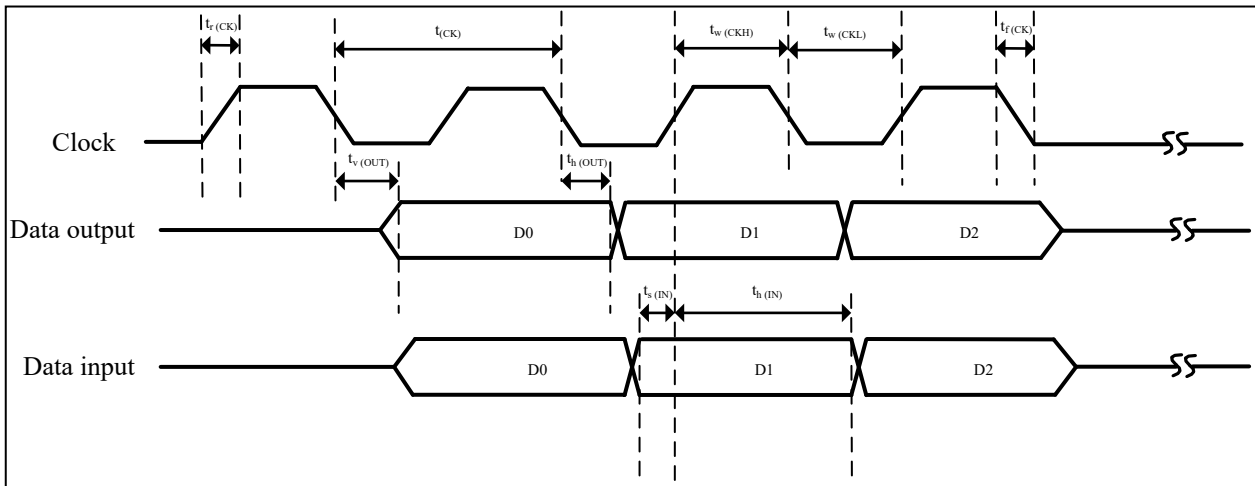 tr (CK)
t(CK)
tw (CKH)
tw (CKL)
tf (CK)
Clock
tv (OUT)
th (OUT)
Data output
D0
D1
D2
ts (IN)
th (IN)
Data input
D0
D1
D2